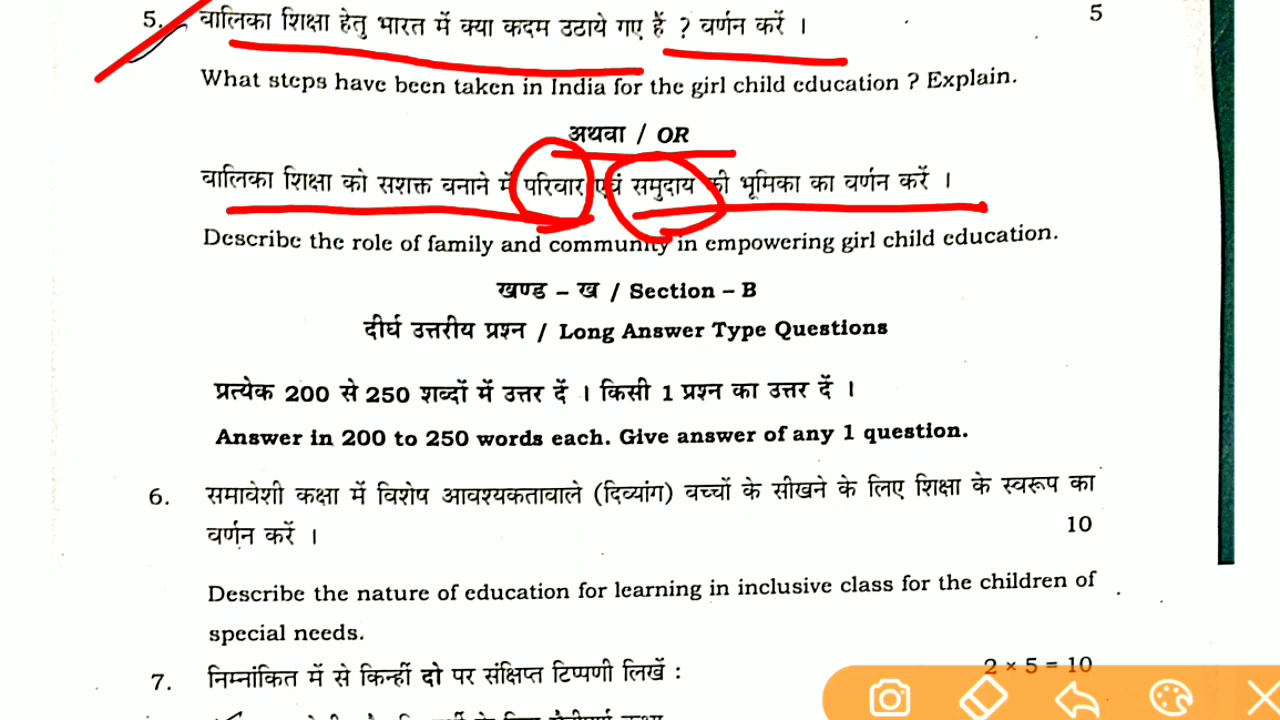 5. बालिका शिक्षा हेतु भारत में क्या कदम उठाये गए हैं ? वर्णन करें । 5
What steps have been taken in India for the girl child education ? Explain.
अथवा / OR
बालिका शिक्षा को सशक्त बनाने में परिवार एवं समुदाय की भूमिका का वर्णन करें ।
Describe the role of family and community in empowering girl child education.
खण्ड – ख / Section – B
दीर्घ उत्तरीय प्रश्न / Long Answer Type Questions
प्रत्येक 200 से 250 शब्दों में उत्तर दें । किसी 1 प्रश्न का उत्तर दें ।
Answer in 200 to 250 words each. Give answer of any 1 question.
6. समावेशी कक्षा में विशेष आवश्यकतावाले (दिव्यांग) बच्चों के सीखने के लिए शिक्षा के स्वरूप का
वर्णन करें । 10
Describe the nature of education for learning in inclusive class for the children of
special needs.
7. निम्नांकित में से किन्हीं दो पर संक्षिप्त टिप्पणी लिखें : 2 × 5 = 10